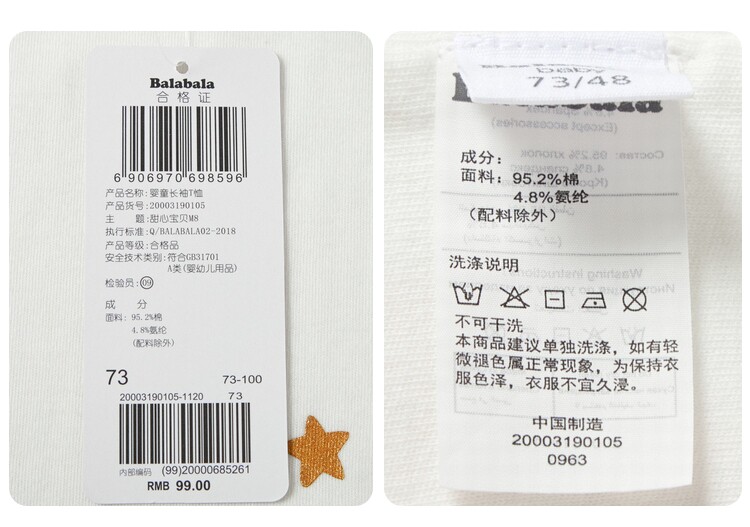 Balabala
合格证
6 906970 698596
产品名称: 婴童长袖T恤
产品货号: 20003190105
主 题: 甜心宝贝M8
执行标准: Q/BALABALA02-2018
产品等级: 合格品
安全技术类别: 符合GB31701
A类(婴幼儿用品)
检验员: 09
成 分
面料: 95.2%棉
4.8%氨纶
(配料除外)
73 73-100
20003190105-1120 73
内部编码 (99)20000685261
RMB 99.00
baby
73/48
Balabala
(Except accessories)
成分:
面料: 95.2%棉
4.8%氨纶
(配料除外)
Washing instructions
洗涤说明
不可干洗
本商品建议单独洗涤, 如有轻
微褪色属正常现象, 为保持衣
服色泽, 衣服不宜久浸。
中国制造
20003190105
0963